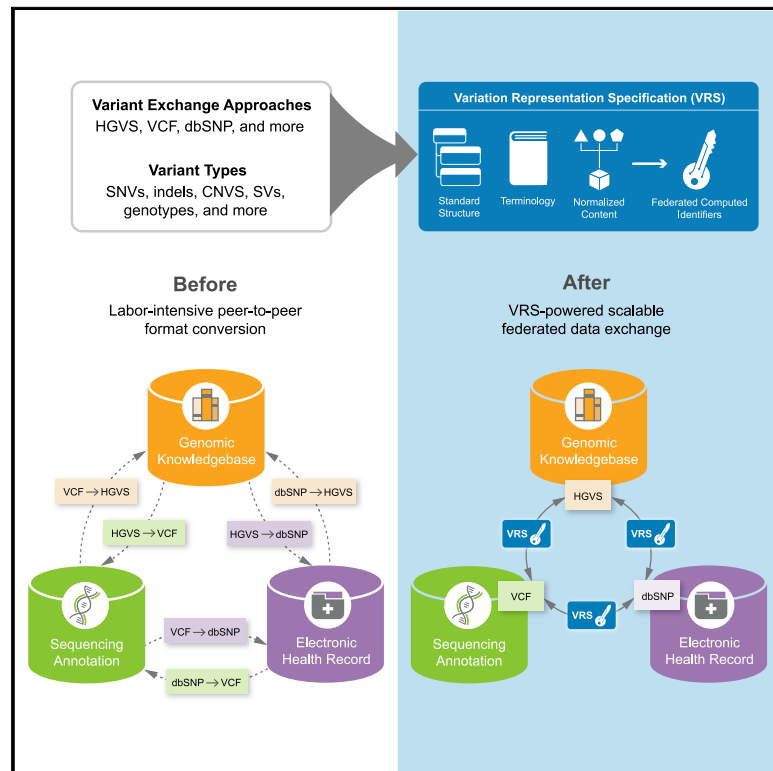 Variant Exchange Approaches
HGVS, VCF, dbSNP, and more
Variant Types
SNVs, indels, CNVS, SVs,
genotypes, and more
Variation Representation Specification (VRS)
Standard
Structure
Terminology
Normalized
Content
Federated Computed
Identifiers
Before
Labor-intensive peer-to-peer
format conversion
Genomic
Knowledgebase
VCF → HGVS
dbSNP → HGVS
HGVS → VCF
HGVS → dbSNP
Sequencing
Annotation
VCF → dbSNP
dbSNP → VCF
Electronic
Health Record
After
VRS-powered scalable
federated data exchange
Genomic
Knowledgebase
HGVS
VRS
VRS
VCF
VRS
dbSNP
Sequencing
Annotation
Electronic
Health Record